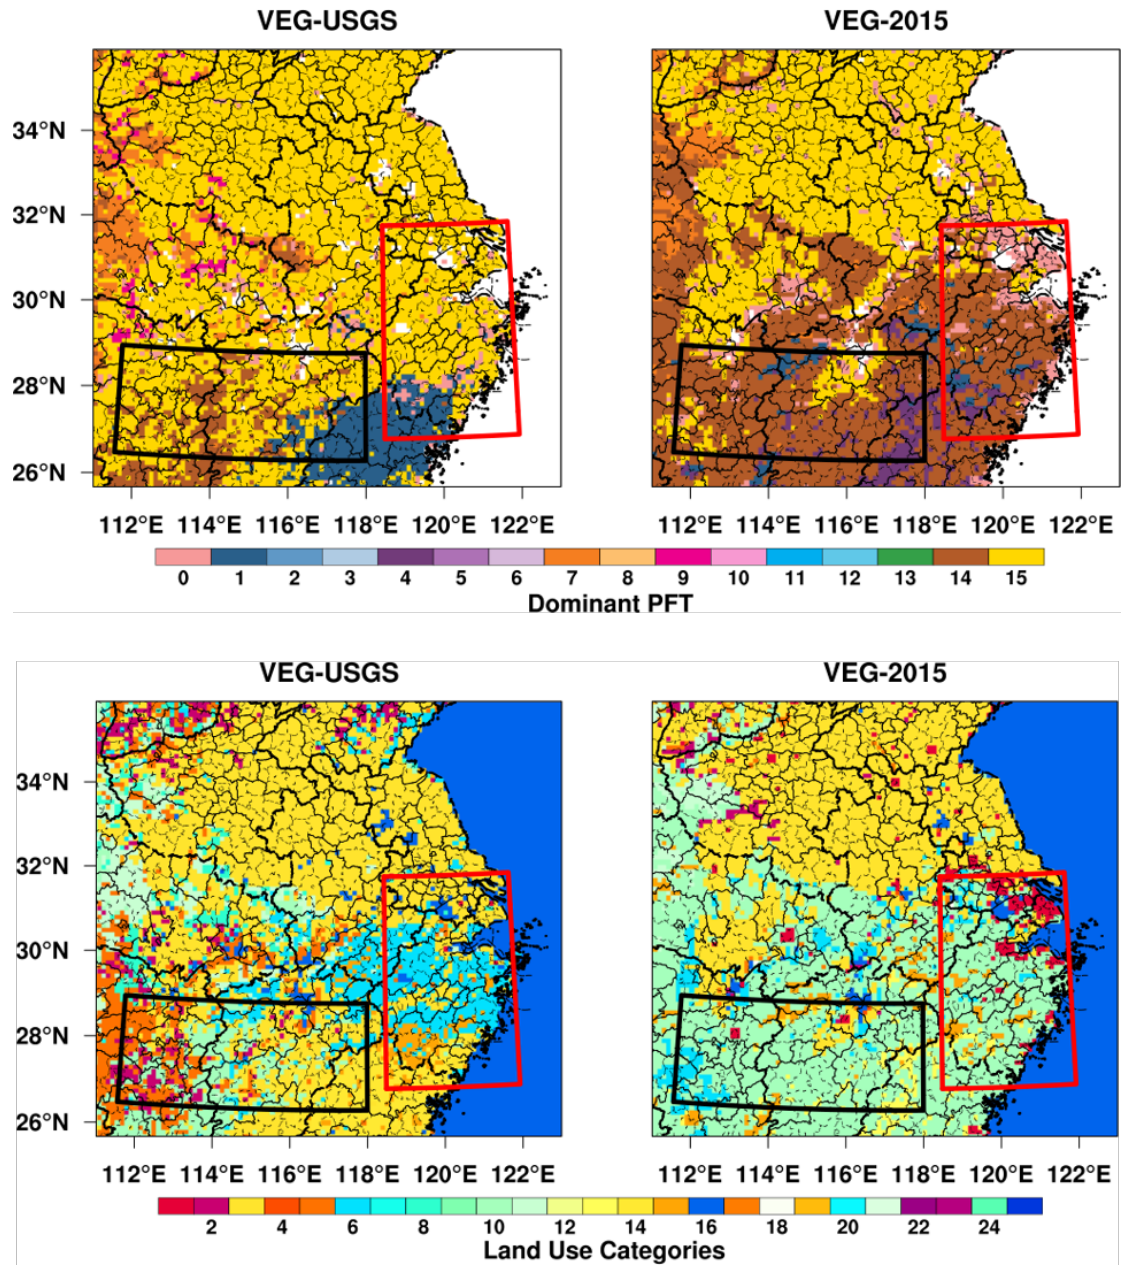 VEG-USGS VEG-2015
34°N
32°N
30°N
28°N
26°N
112°E 114°E 116°E 118°E 120°E 122°E 112°E 114°E 116°E 118°E 120°E 122°E
0 1 2 3 4 5 6 7 8 9 10 11 12 13 14 15
Dominant PFT
VEG-USGS VEG-2015
34°N
32°N
30°N
28°N
26°N
112°E 114°E 116°E 118°E 120°E 122°E 112°E 114°E 116°E 118°E 120°E 122°E
2 4 6 8 10 12 14 16 18 20 22 24
Land Use Categories